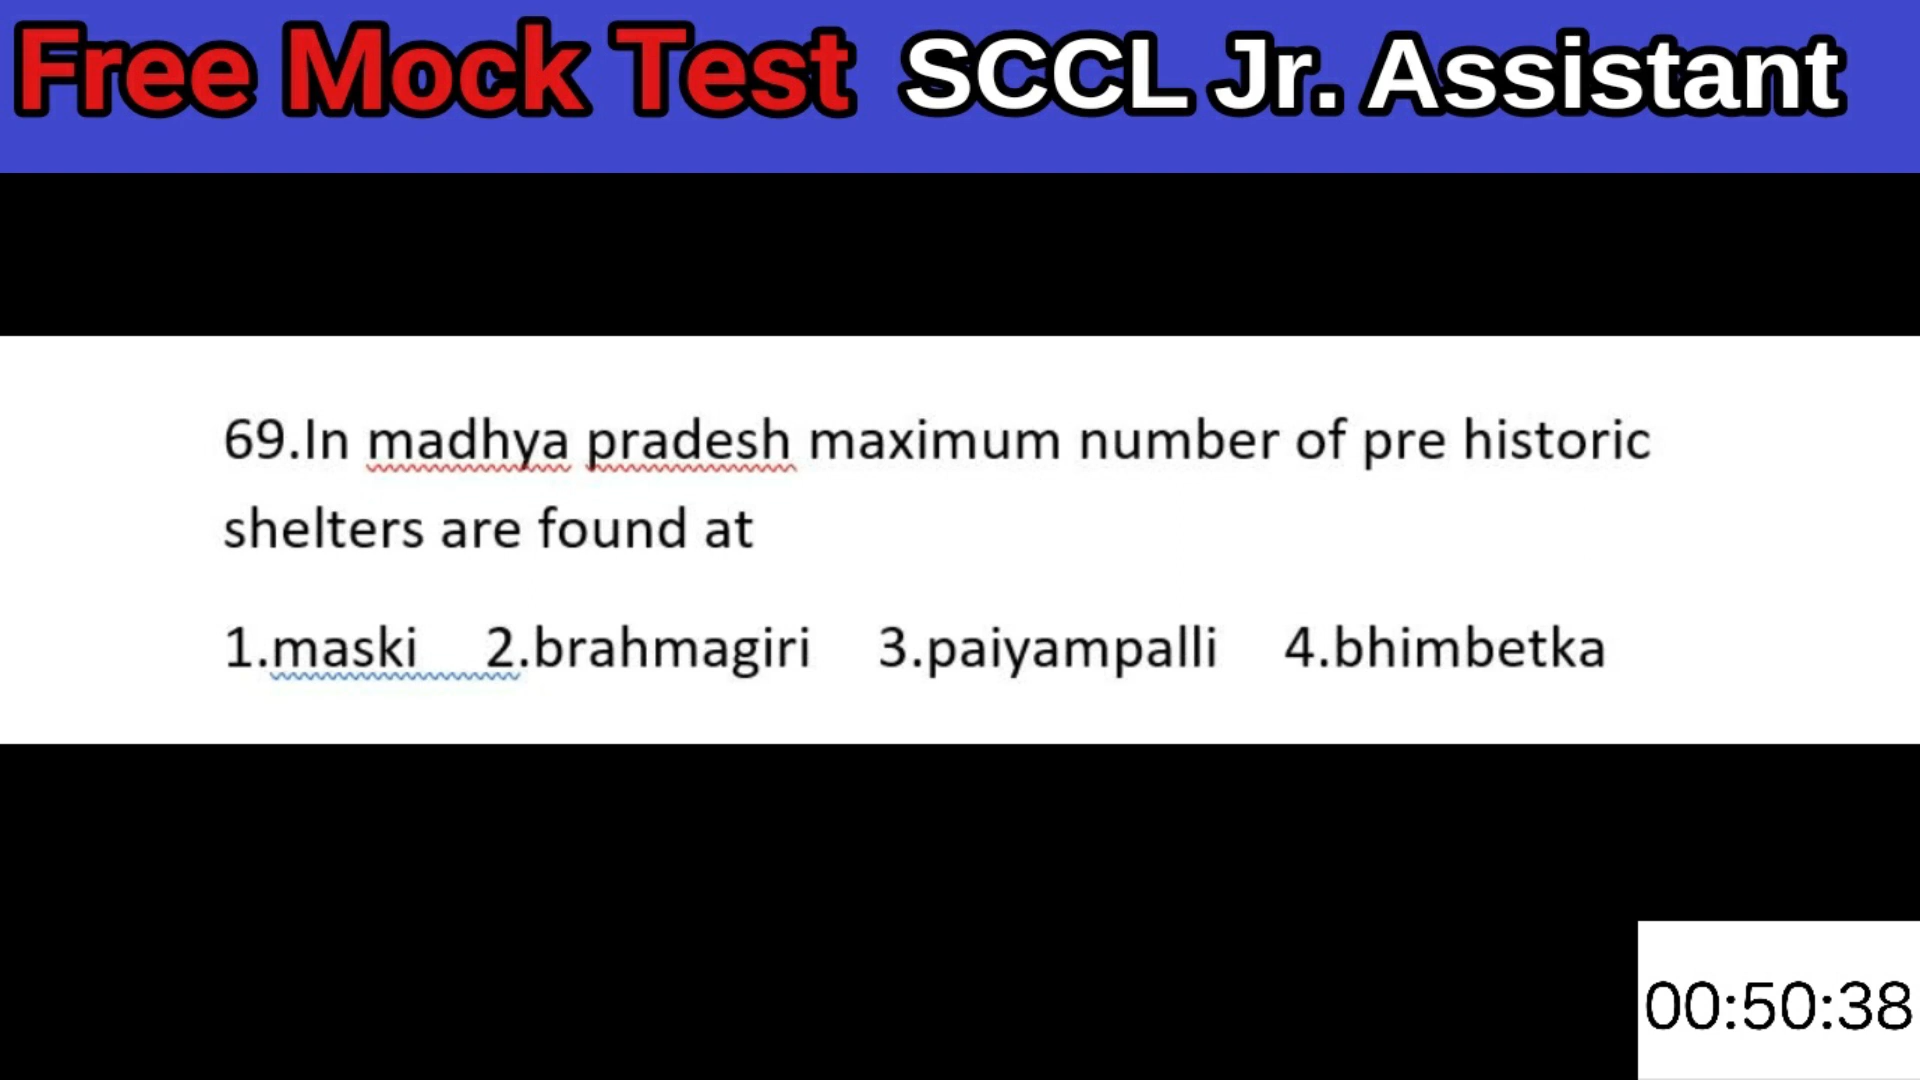 Free Mock Test SCCL Jr. Assistant
69.In madhya pradesh maximum number of pre historic
shelters are found at
1.maski 2.brahmagiri 3.paiyampalli 4.bhimbetka
00:50:38